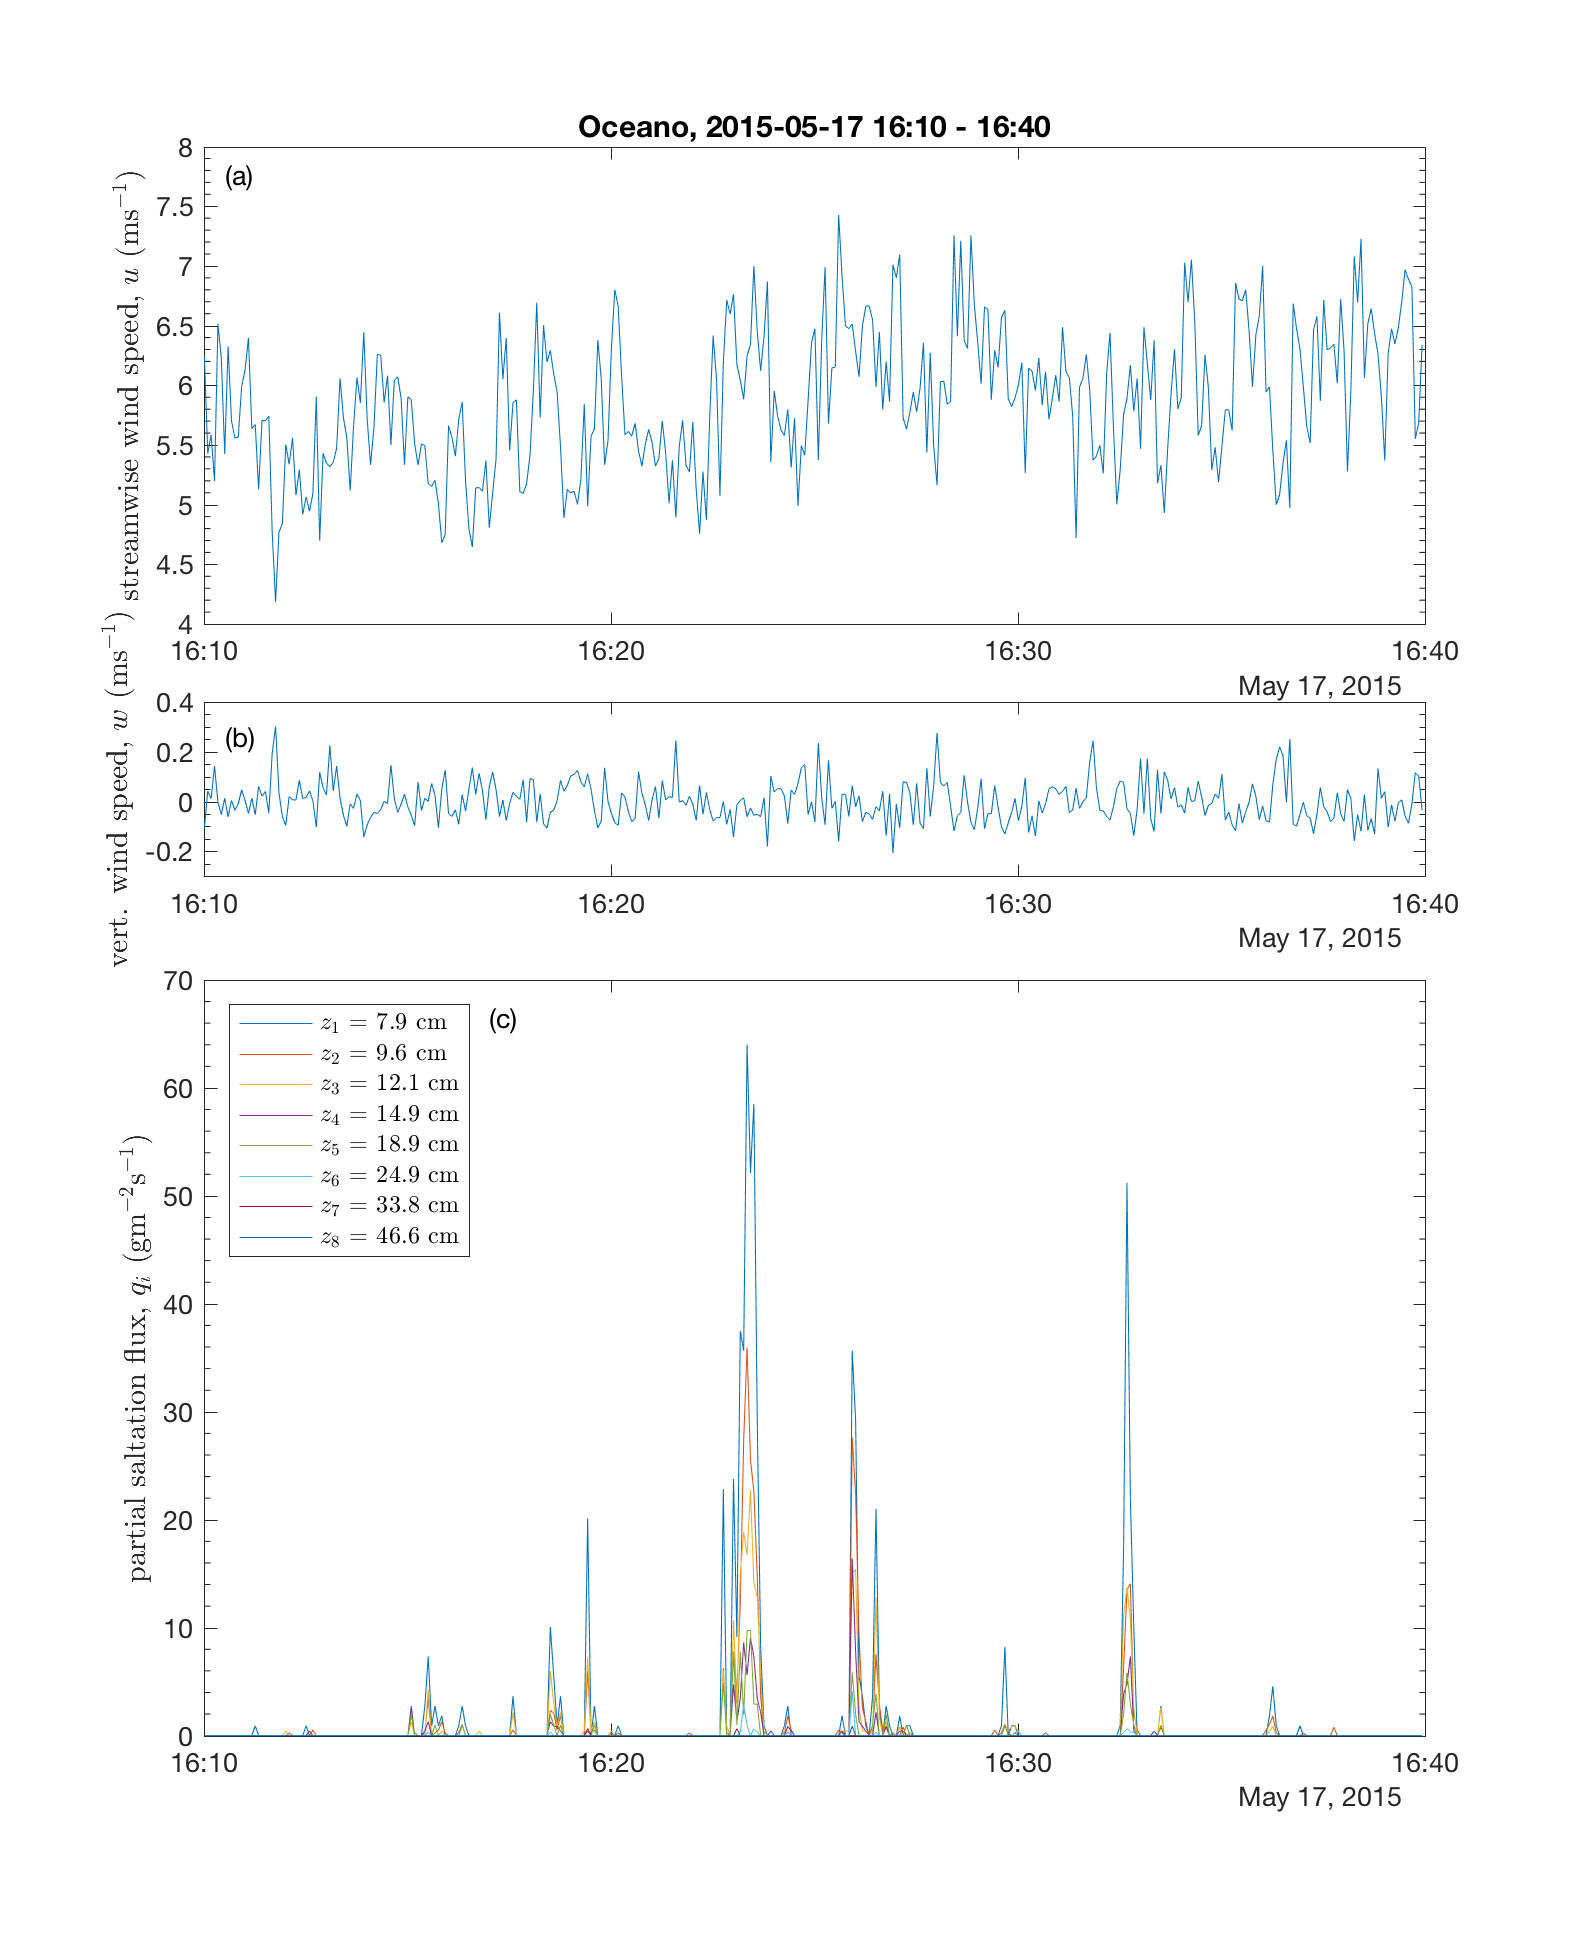 Oceano, 2015-05-17 16:10 - 16:40
(a)
streamwise wind speed, u (ms⁻¹)
8
7.5
7
6.5
6
5.5
5
4.5
4
16:10 16:20 16:30 16:40
May 17, 2015
(b)
vert. wind speed, w (ms⁻¹)
0.4
0.2
0
-0.2
16:10 16:20 16:30 16:40
May 17, 2015
(c)
partial saltation flux, qᵢ (gm⁻²s⁻¹)
70
60
50
40
30
20
10
0
z₁ = 7.9 cm
z₂ = 9.6 cm
z₃ = 12.1 cm
z₄ = 14.9 cm
z₅ = 18.9 cm
z₆ = 24.9 cm
z₇ = 33.8 cm
z₈ = 46.6 cm
16:10 16:20 16:30 16:40
May 17, 2015